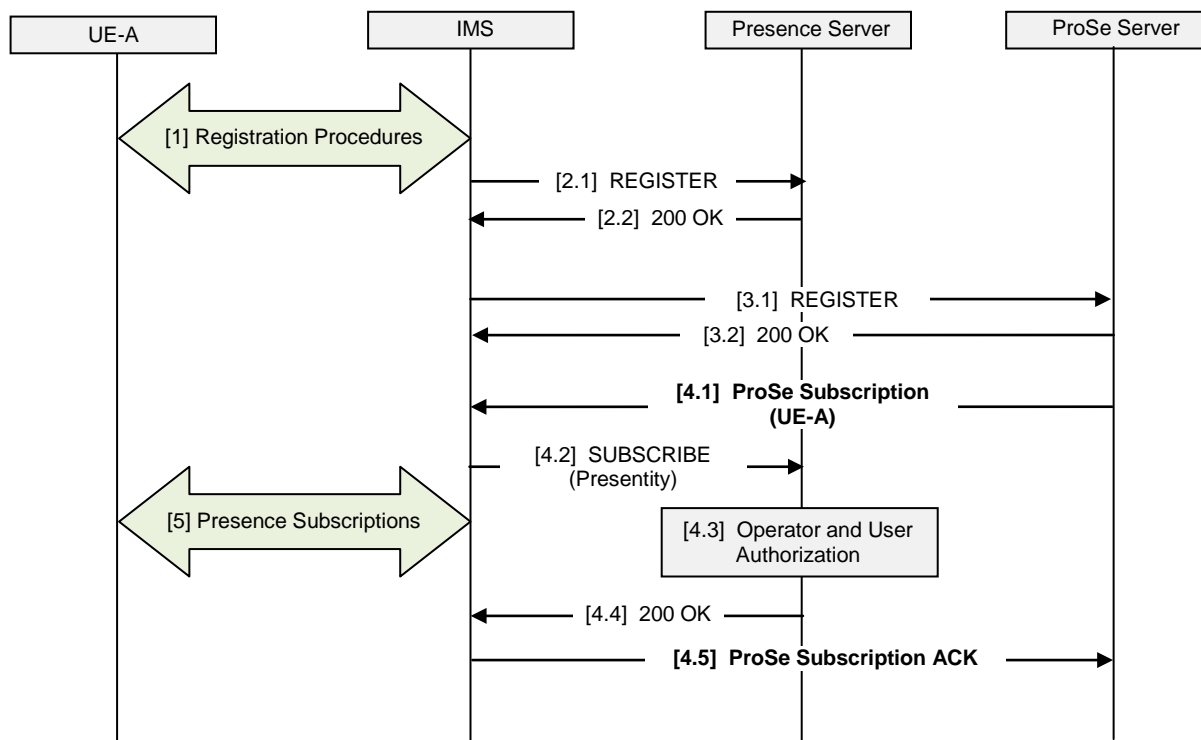 UE-A
IMS
Presence Server
ProSe Server
[1] Registration Procedures
[2.1] REGISTER
[2.2] 200 OK
[3.1] REGISTER
[3.2] 200 OK
[4.1] ProSe Subscription
(UE-A)
[4.2] SUBSCRIBE
(Presentity)
[5] Presence Subscriptions
[4.3] Operator and User
Authorization
[4.4] 200 OK
[4.5] ProSe Subscription ACK